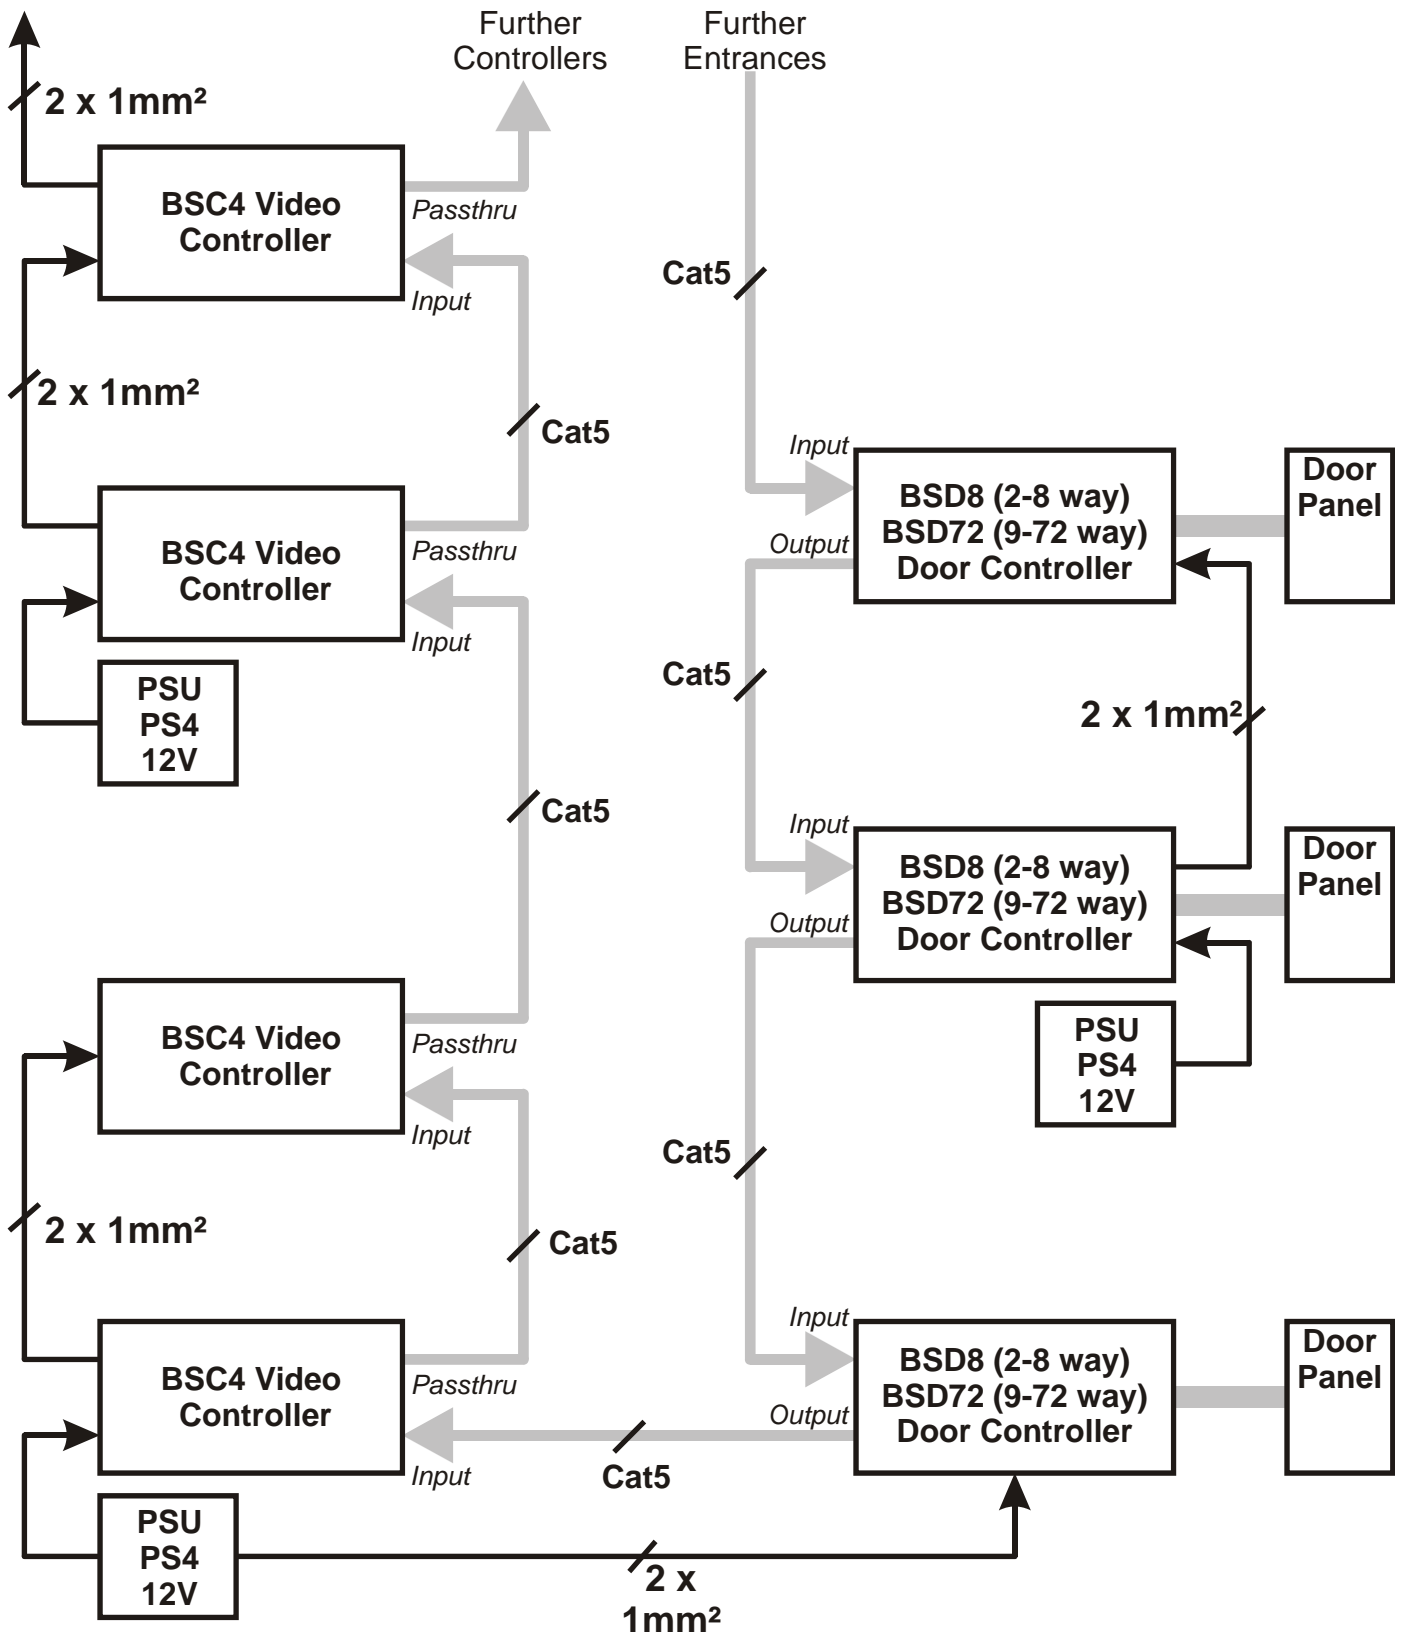 Further
Controllers
Further
Entrances
2 x 1mm²
BSC4 Video
Controller
Passthru
Input
Cat5
2 x 1mm²
Cat5
BSC4 Video
Controller
Passthru
Input
PSU
PS4
12V
Input
Output
BSD8 (2-8 way)
BSD72 (9-72 way)
Door Controller
Door
Panel
Cat5
2 x 1mm²
Cat5
Input
Output
BSD8 (2-8 way)
BSD72 (9-72 way)
Door Controller
Door
Panel
PSU
PS4
12V
BSC4 Video
Controller
Passthru
Input
Cat5
2 x 1mm²
Cat5
BSC4 Video
Controller
Passthru
Input
Input
Output
BSD8 (2-8 way)
BSD72 (9-72 way)
Door Controller
Door
Panel
Cat5
PSU
PS4
12V
2 x
1mm²